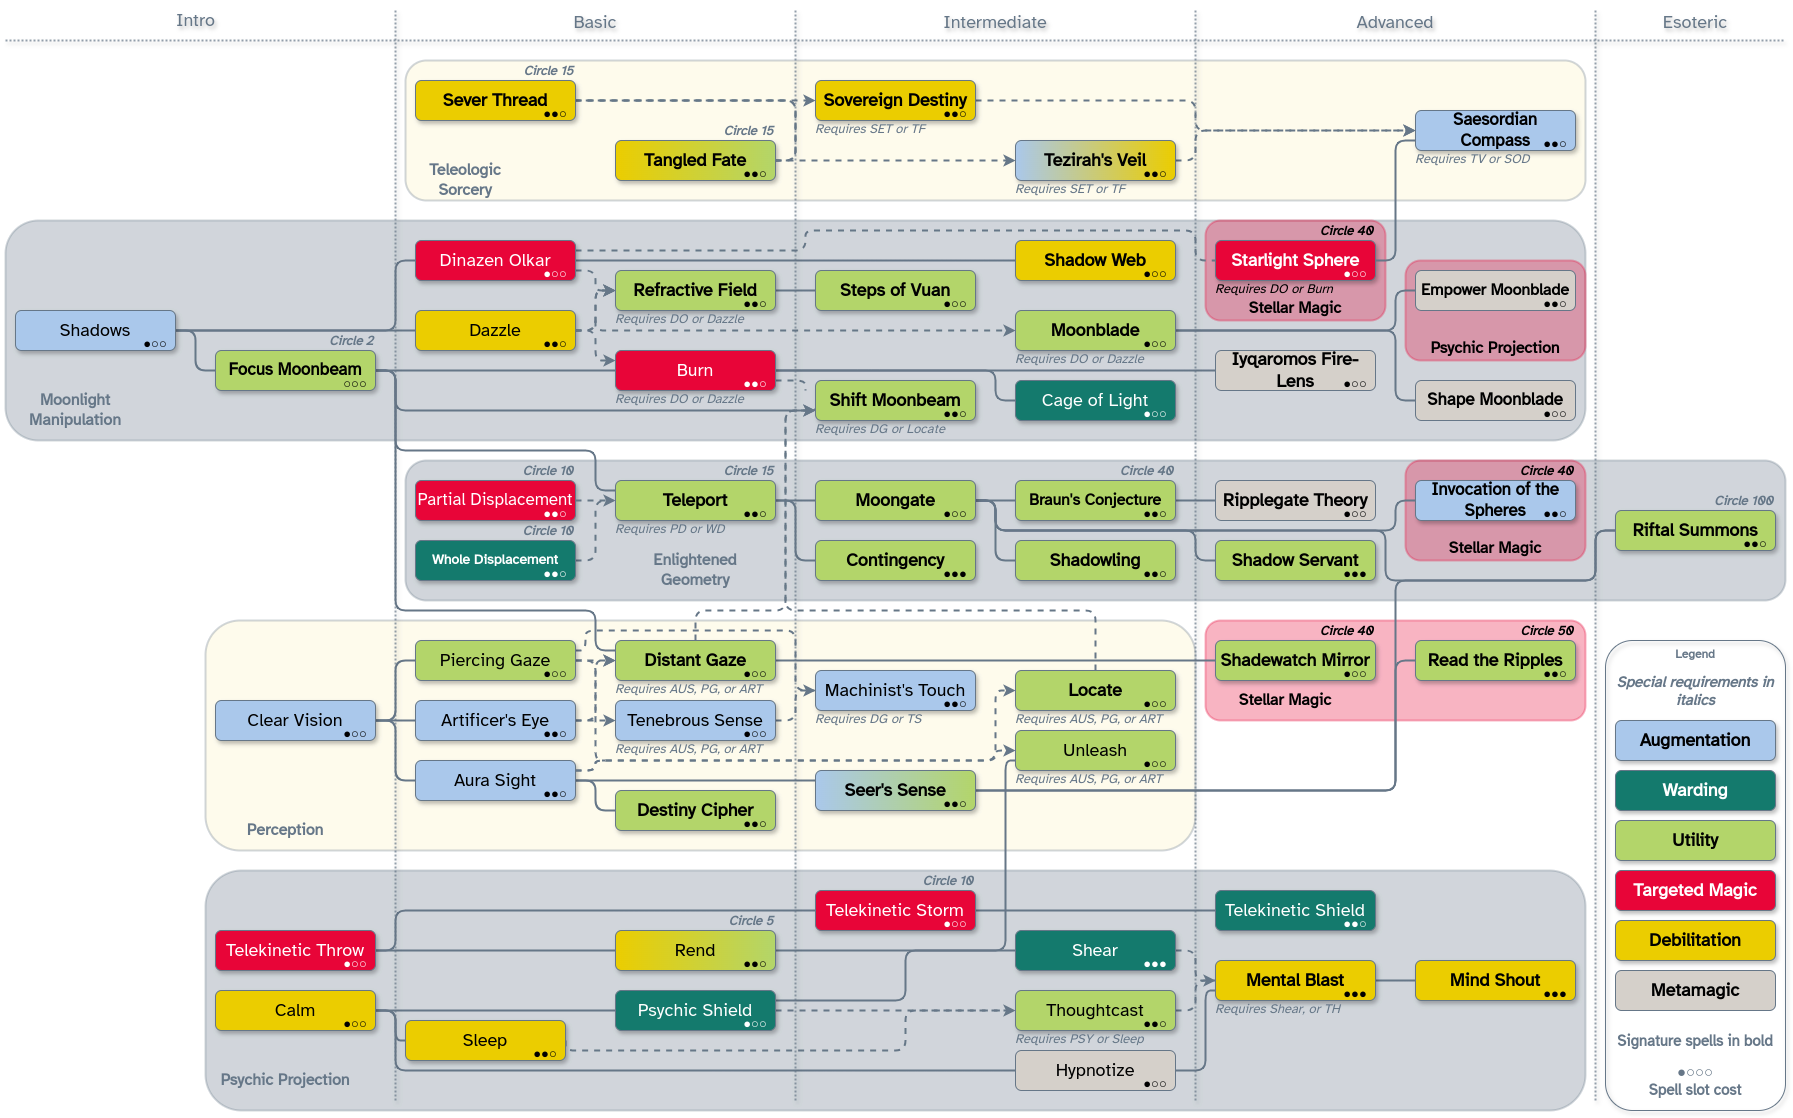 Intro
Basic
Intermediate
Advanced
Esoteric
Circle 15
Sever Thread
Sovereign Destiny
Requires SET or TF
Circle 15
Tangled Fate
Tezirah's Veil
Requires SET or TF
Saesordian
Compass
Requires TV or SOD
Teleologic
Sorcery
Dinazen Olkar
Shadow Web
Circle 40
Starlight Sphere
Requires DO or Burn
Stellar Magic
Refractive Field
Requires DO or Dazzle
Steps of Vuan
Empower Moonblade
Psychic Projection
Shadows
Dazzle
Moonblade
Requires DO or Dazzle
Circle 2
Focus Moonbeam
Burn
Requires DO or Dazzle
Iyqaromos Fire-
Lens
Shift Moonbeam
Requires DG or Locate
Cage of Light
Shape Moonblade
Moonlight
Manipulation
Circle 10
Partial Displacement
Circle 15
Teleport
Requires PD or WD
Moongate
Circle 40
Braun's Conjecture
Ripplegate Theory
Circle 40
Invocation of the
Spheres
Stellar Magic
Circle 100
Riftal Summons
Circle 10
Whole Displacement
Enlightened
Geometry
Contingency
Shadowling
Shadow Servant
Piercing Gaze
Distant Gaze
Requires AUS, PG, or ART
Circle 40
Shadewatch Mirror
Circle 50
Read the Ripples
Stellar Magic
Machinist's Touch
Requires DG or TS
Locate
Requires AUS, PG, or ART
Clear Vision
Artificer's Eye
Tenebrous Sense
Requires AUS, PG, or ART
Unleash
Requires AUS, PG, or ART
Aura Sight
Seer's Sense
Destiny Cipher
Perception
Circle 10
Telekinetic Storm
Telekinetic Shield
Telekinetic Throw
Circle 5
Rend
Shear
Mental Blast
Requires Shear, or TH
Mind Shout
Calm
Psychic Shield
Thoughtcast
Requires PSY or Sleep
Sleep
Hypnotize
Psychic Projection
Legend
Special requirements in
italics
Augmentation
Warding
Utility
Targeted Magic
Debilitation
Metamagic
Signature spells in bold
Spell slot cost